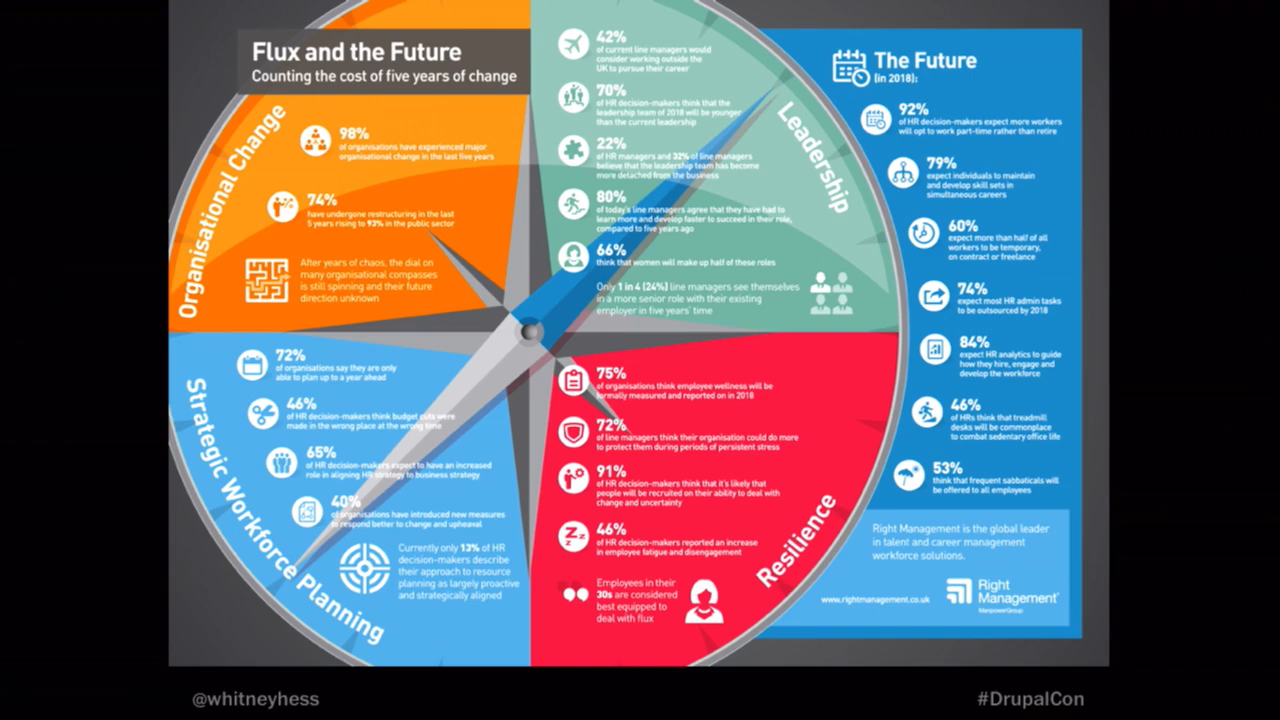 Flux and the Future
Counting the cost of five years of change
Organisational Change
98%
of organisations have experienced major
organisational change in the last five years
74%
have undergone restructuring in the last
5 years rising to 93% in the public sector
After years of chaos, the dial on
many organisational compasses
is still spinning and their future
direction unknown
42%
of current line managers would
consider working outside the
UK to pursue their career
70%
of HR decision-makers think that the
leadership team of 2018 will be younger
than the current leadership
22%
of HR managers and 32% of line managers
believe that the leadership team has become
more detached from the business
80%
of today's line managers agree that they have had to
learn more and develop faster to succeed in their role,
compared to five years ago
66%
think that women will make up half of these roles
Only 1 in 4 (24%) line managers see themselves
in a more senior role with their existing
employer in five years' time
Leadership
Strategic Workforce Planning
72%
of organisations say they are only
able to plan up to a year ahead
46%
of HR decision-makers think budget cuts were
made in the wrong place at the wrong time
65%
of HR decision-makers expect to have an increased
role in aligning HR strategy to business strategy
40%
of organisations have introduced new measures
to respond better to change and upheaval
Currently only 13% of HR
decision-makers describe
their approach to resource
planning as largely proactive
and strategically aligned
75%
of organisations think employee wellness will be
formally measured and reported on in 2018
72%
of line managers think their organisation could do more
to protect them during periods of persistent stress
91%
of HR decision-makers think that it's likely that
people will be recruited on their ability to deal with
change and uncertainty
46%
of HR decision-makers reported an increase
in employee fatigue and disengagement
Employees in their
30s are considered
best equipped to
deal with flux
Resilience
The Future
(in 2018):
92%
of HR decision-makers expect more workers
will opt to work part-time rather than retire
79%
expect individuals to maintain
and develop skill sets in
simultaneous careers
60%
expect more than half of all
workers to be temporary,
on contract or freelance
74%
expect most HR admin tasks
to be outsourced by 2018
84%
expect HR analytics to guide
how they hire, engage and
develop the workforce
46%
of HRs think that treadmill
desks will be commonplace
to combat sedentary office life
53%
think that frequent sabbaticals will
be offered to all employees
Right Management is the global leader
in talent and career management
workforce solutions.
www.rightmanagement.co.uk
Right
Management
ManpowerGroup
@whitneyhess
#DrupalCon